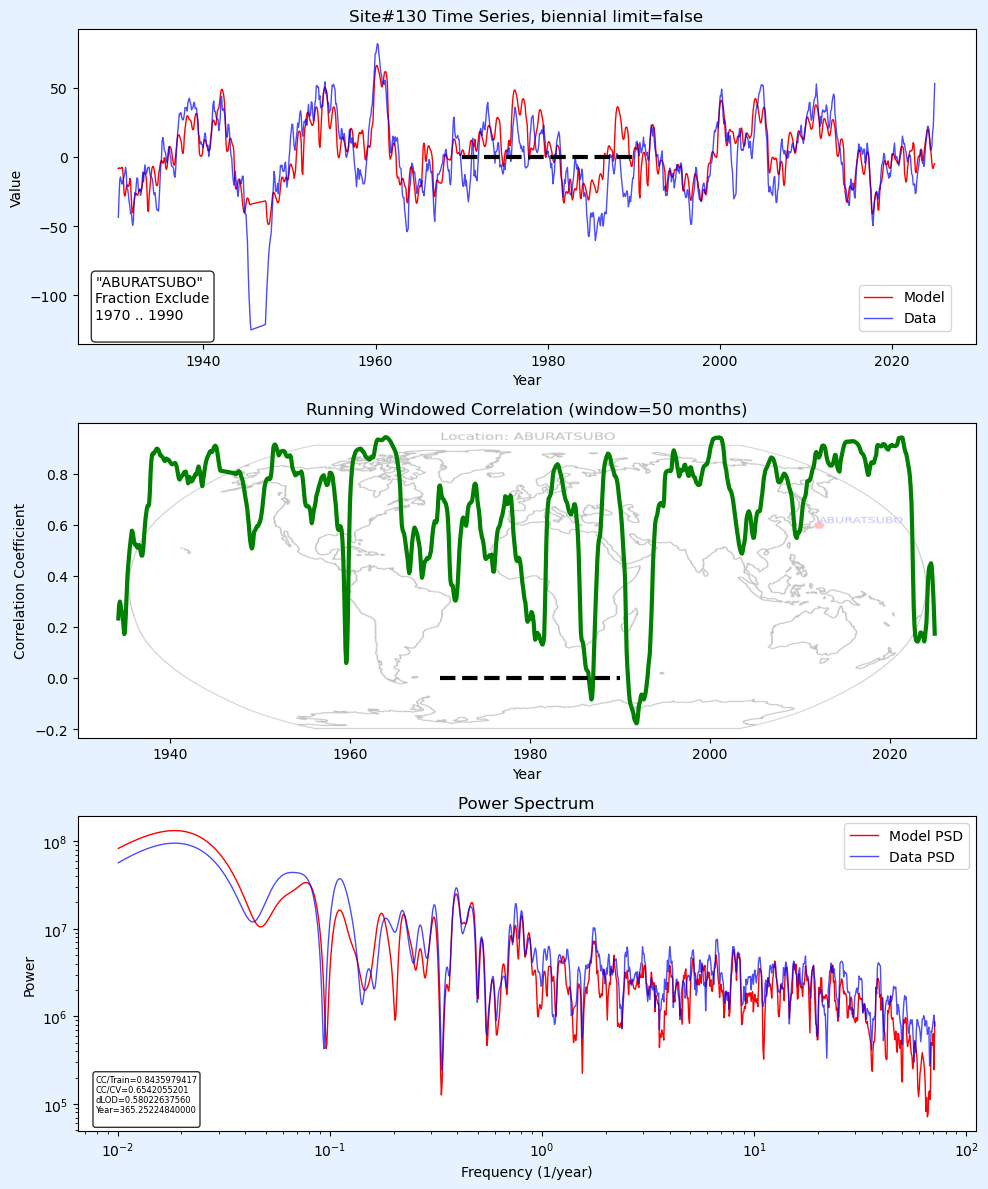 Site#130 Time Series, biennial limit=false
Value
50
0
−50
−100
"ABURATSUBO"
Fraction Exclude
1970 .. 1990
Model
Data
1940
1960
1980
2000
2020
Year
Running Windowed Correlation (window=50 months)
Correlation Coefficient
0.8
0.6
0.4
0.2
0.0
−0.2
Location: ABURATSUBO
ABURATSUBO
1940
1960
1980
2000
2020
Year
Power Spectrum
Power
10⁸
10⁷
10⁶
10⁵
Model PSD
Data PSD
CC/Train=0.8435979417
CC/CV=0.6542055201
dLOD=0.58022637560
Year=365.25224840000
10⁻²
10⁻¹
10⁰
10¹
10²
Frequency (1/year)